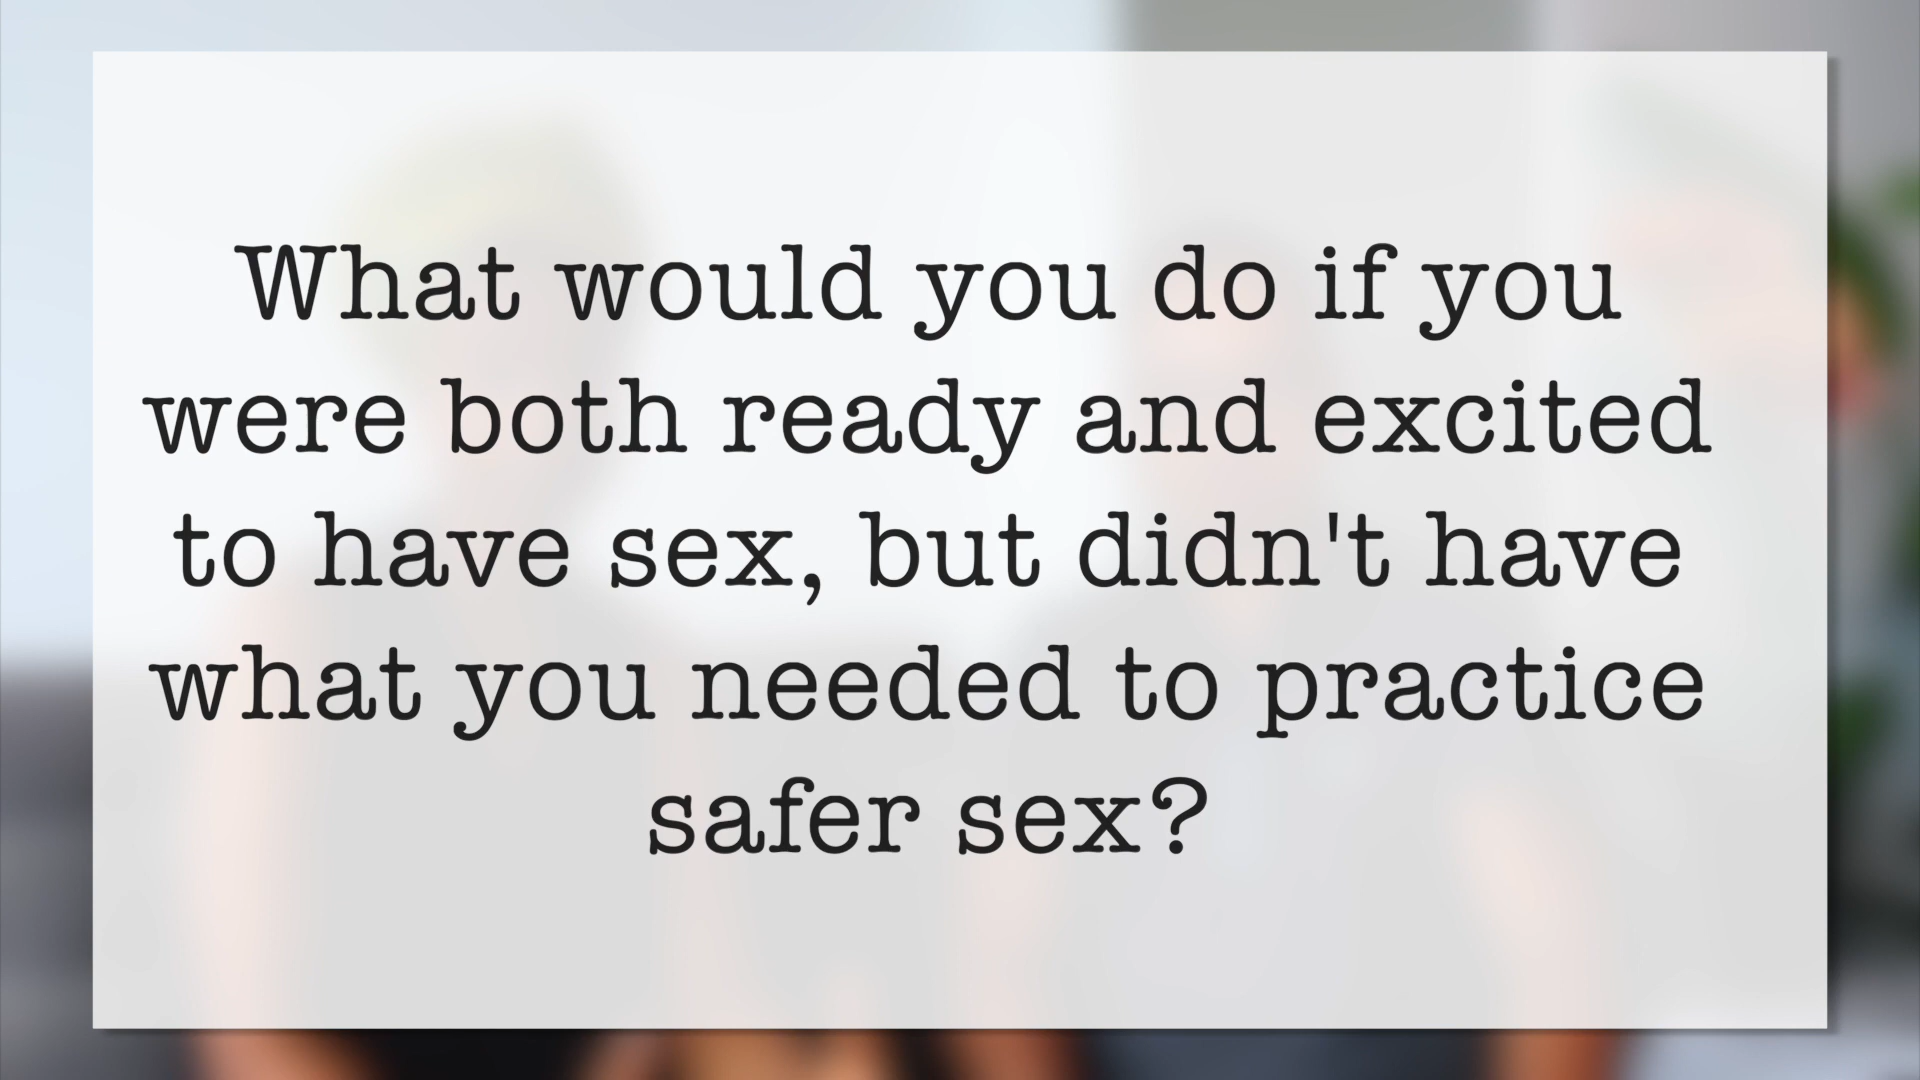 What would you do if you
were both ready and excited
to have sex, but didn't have
what you needed to practice
safer sex?